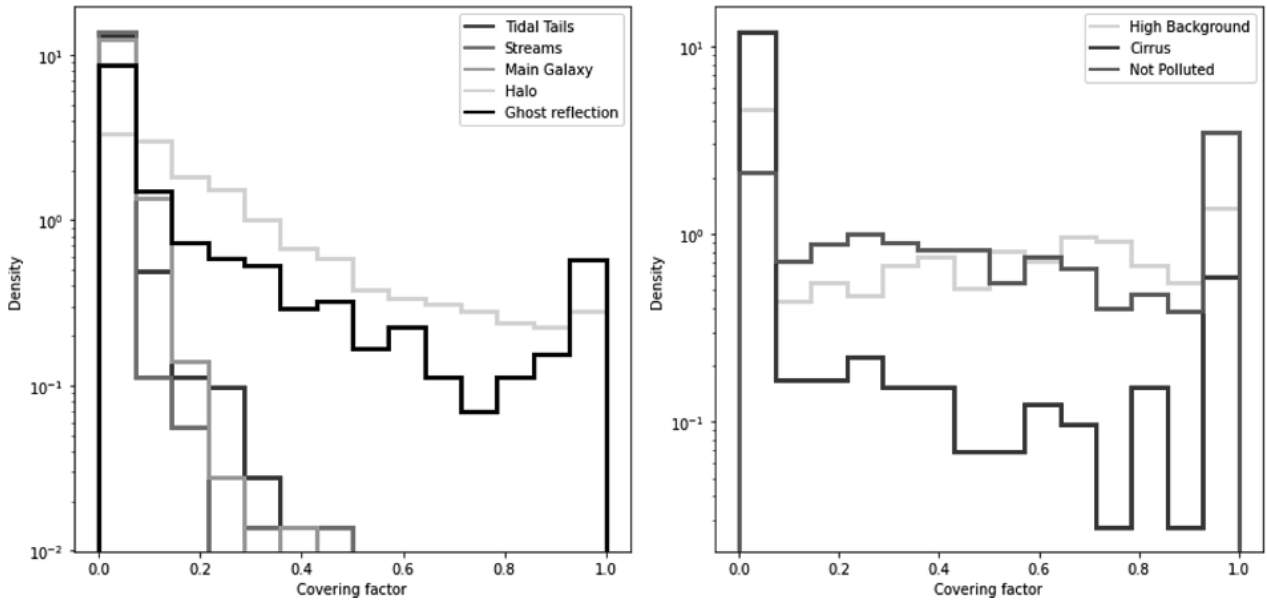 Tidal Tails
Streams
Main Galaxy
Halo
Ghost reflection
Density
10¹
10⁰
10⁻¹
10⁻²
0.0 0.2 0.4 0.6 0.8 1.0
Covering factor
High Background
Cirrus
Not Polluted
Density
10¹
10⁰
10⁻¹
0.0 0.2 0.4 0.6 0.8 1.0
Covering factor